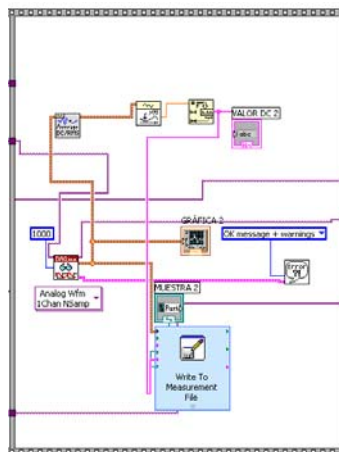 VALOR DC 2
abc
GRÁFICA 2
1000
OK message + warnings
Analog Wfm
1Chan NSamp
MUESTRA 2
Write To
Measurement
File